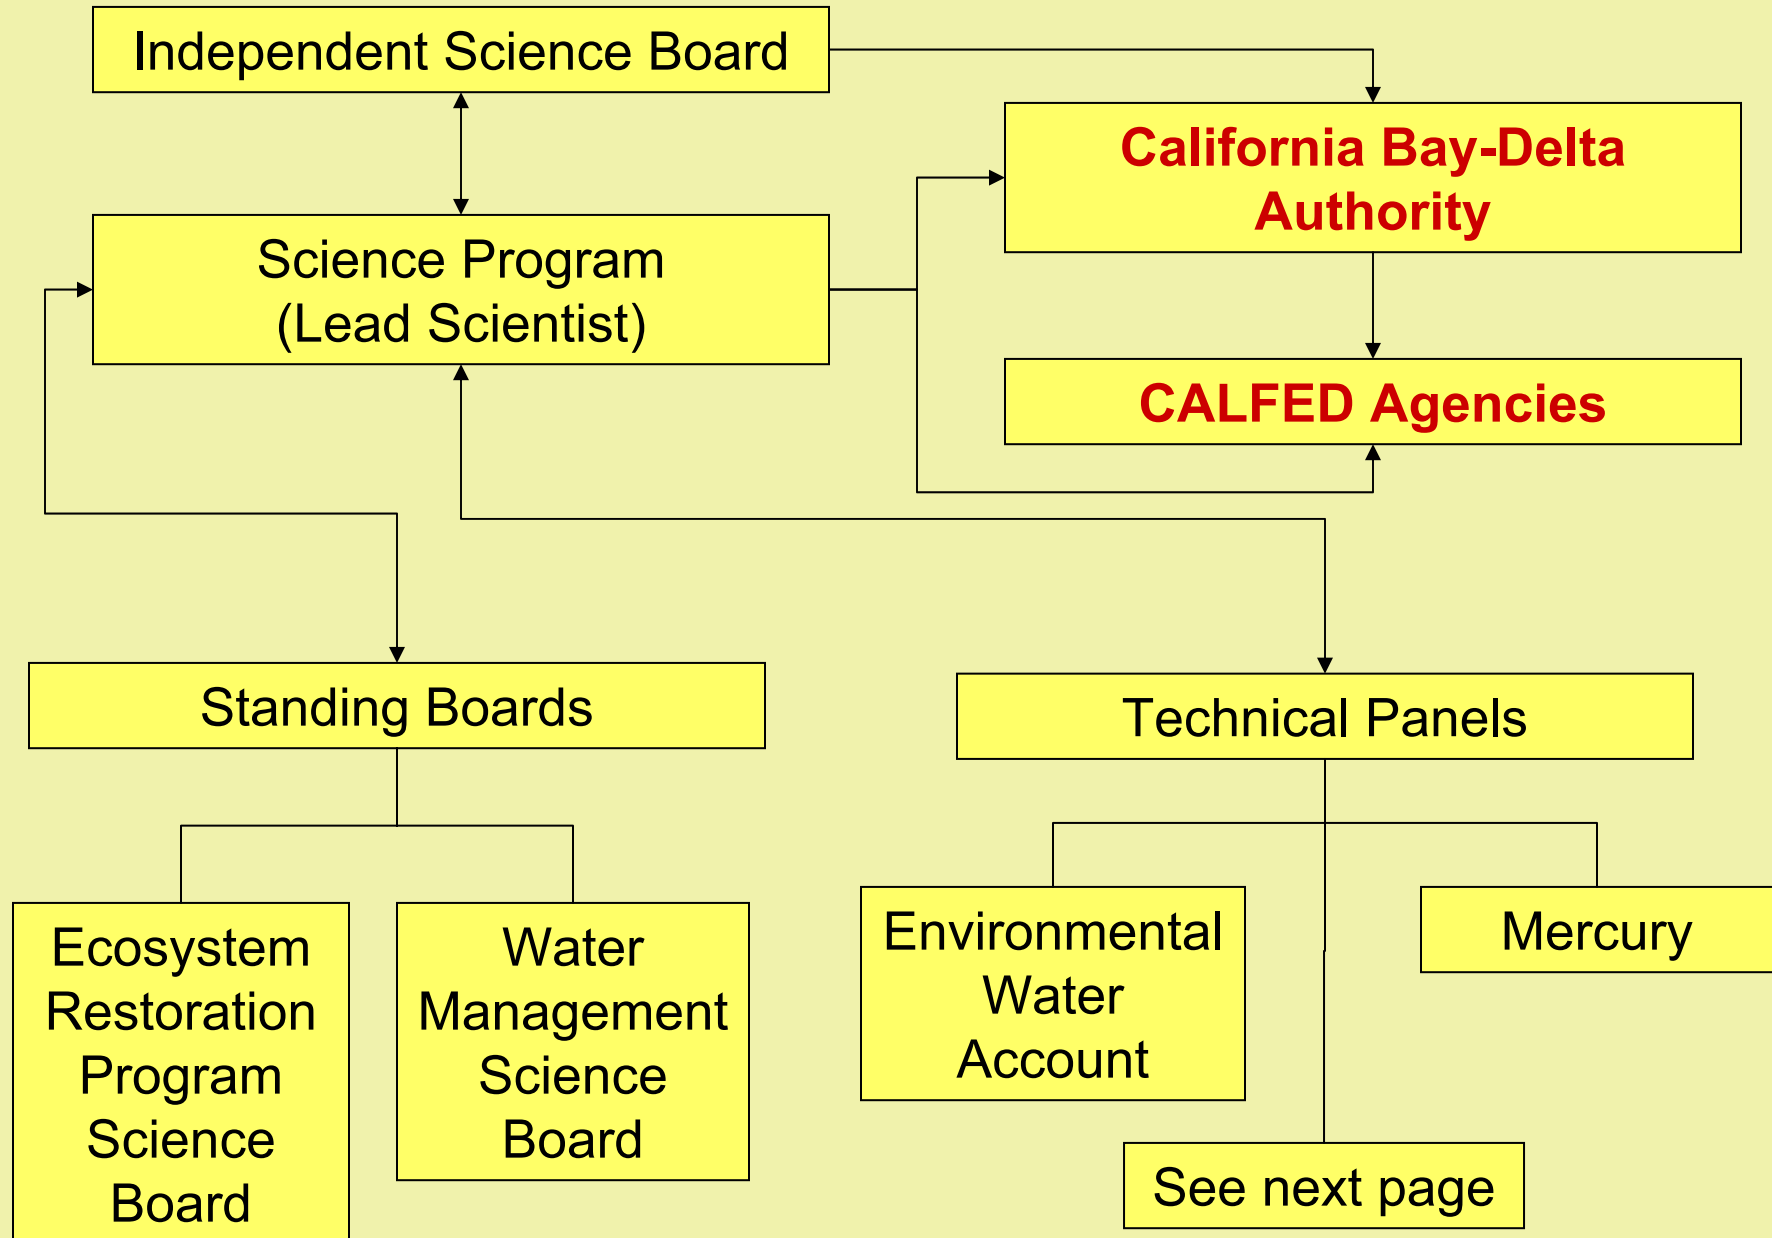 Independent Science Board
California Bay-Delta
Authority
Science Program
(Lead Scientist)
CALFED Agencies
Standing Boards
Technical Panels
Ecosystem
Restoration
Program
Science
Board
Water
Management
Science
Board
Environmental
Water
Account
Mercury
See next page